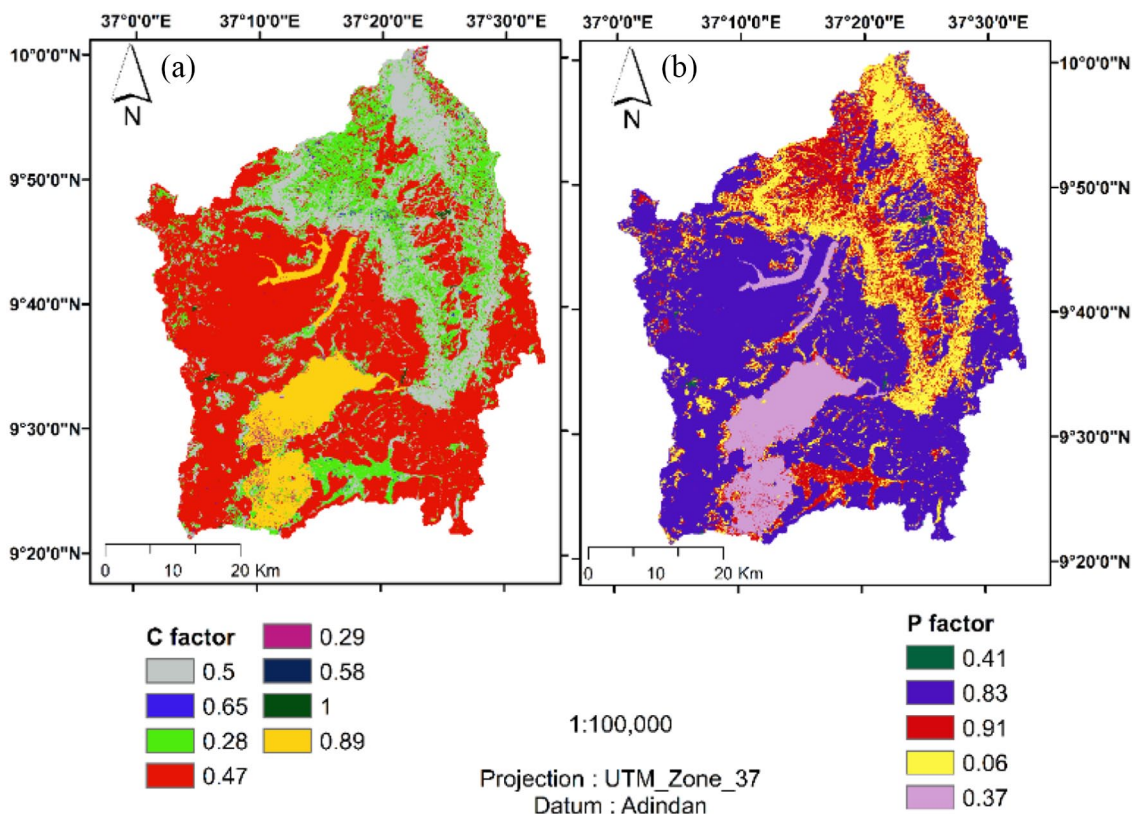 37°0'0"E 37°10'0"E 37°20'0"E 37°30'0"E
37°0'0"E 37°10'0"E 37°20'0"E 37°30'0"E
(a)
N
10°0'0"N
9°50'0"N
9°40'0"N
9°30'0"N
9°20'0"N
0 10 20 Km
(b)
N
10°0'0"N
9°50'0"N
9°40'0"N
9°30'0"N
9°20'0"N
0 10 20 Km
C factor
0.5
0.65
0.28
0.47
0.29
0.58
1
0.89
1:100,000
Projection : UTM_Zone_37
Datum : Adindan
P factor
0.41
0.83
0.91
0.06
0.37